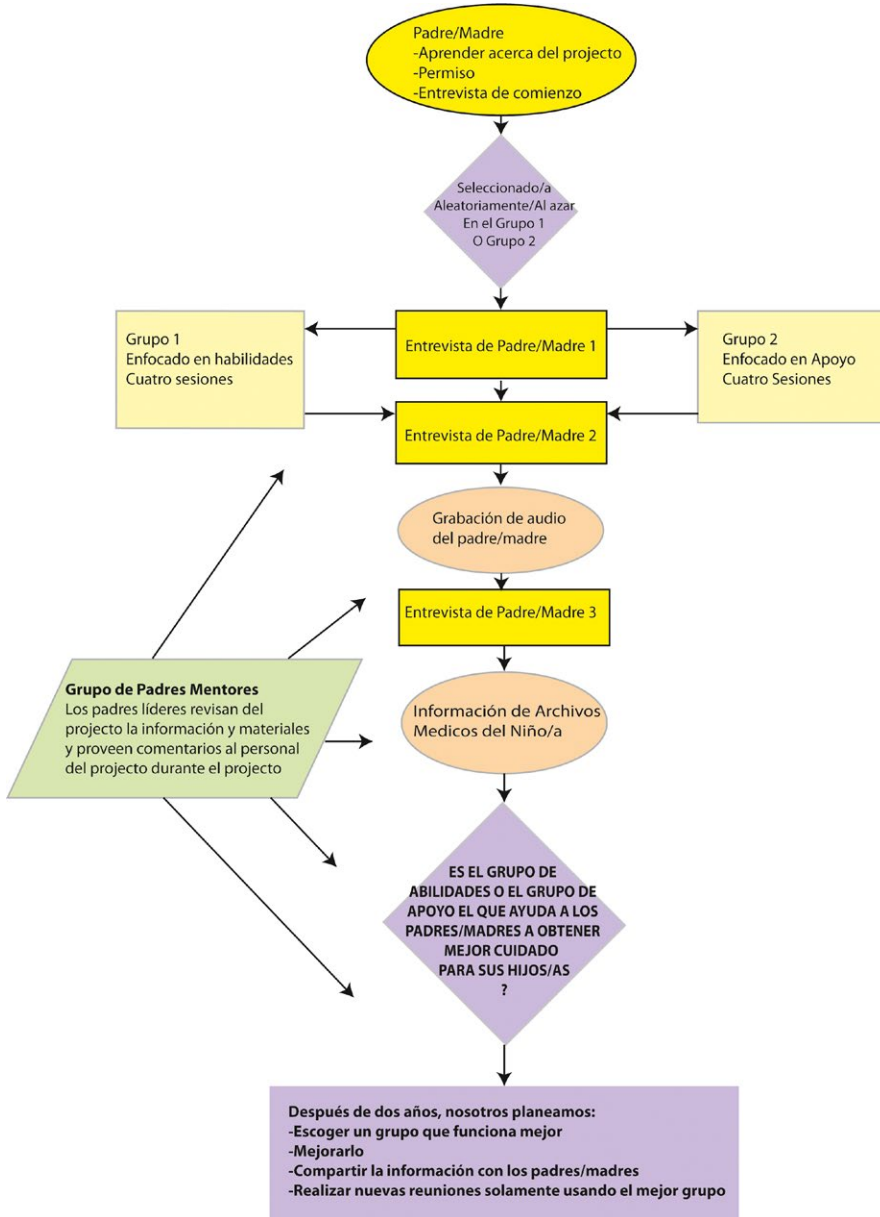 Padre/Madre
-Aprender acerca del projecto
-Permiso
-Entrevista de comienzo
Seleccionado/a
Aleatoriamente/Al azar
En el Grupo 1
O Grupo 2
Grupo 1
Enfocado en habilidades
Cuatro sesiones
Entrevista de Padre/Madre 1
Grupo 2
Enfocado en Apoyo
Cuatro Sesiones
Entrevista de Padre/Madre 2
Grabación de audio
del padre/madre
Entrevista de Padre/Madre 3
Grupo de Padres Mentores
Los padres líderes revisan del
projecto la información y materiales
y proveen comentarios al personal
del projecto durante el projecto
Información de Archivos
Medicos del Niño/a
ES EL GRUPO DE
ABILIDADES O EL GRUPO DE
APOYO EL QUE AYUDA A LOS
PADRES/MADRES A OBTENER
MEJOR CUIDADO
PARA SUS HIJOS/AS
?
Después de dos años, nosotros planeamos:
-Escoger un grupo que funciona mejor
-Mejorarlo
-Compartir la información con los padres/madres
-Realizar nuevas reuniones solamente usando el mejor grupo